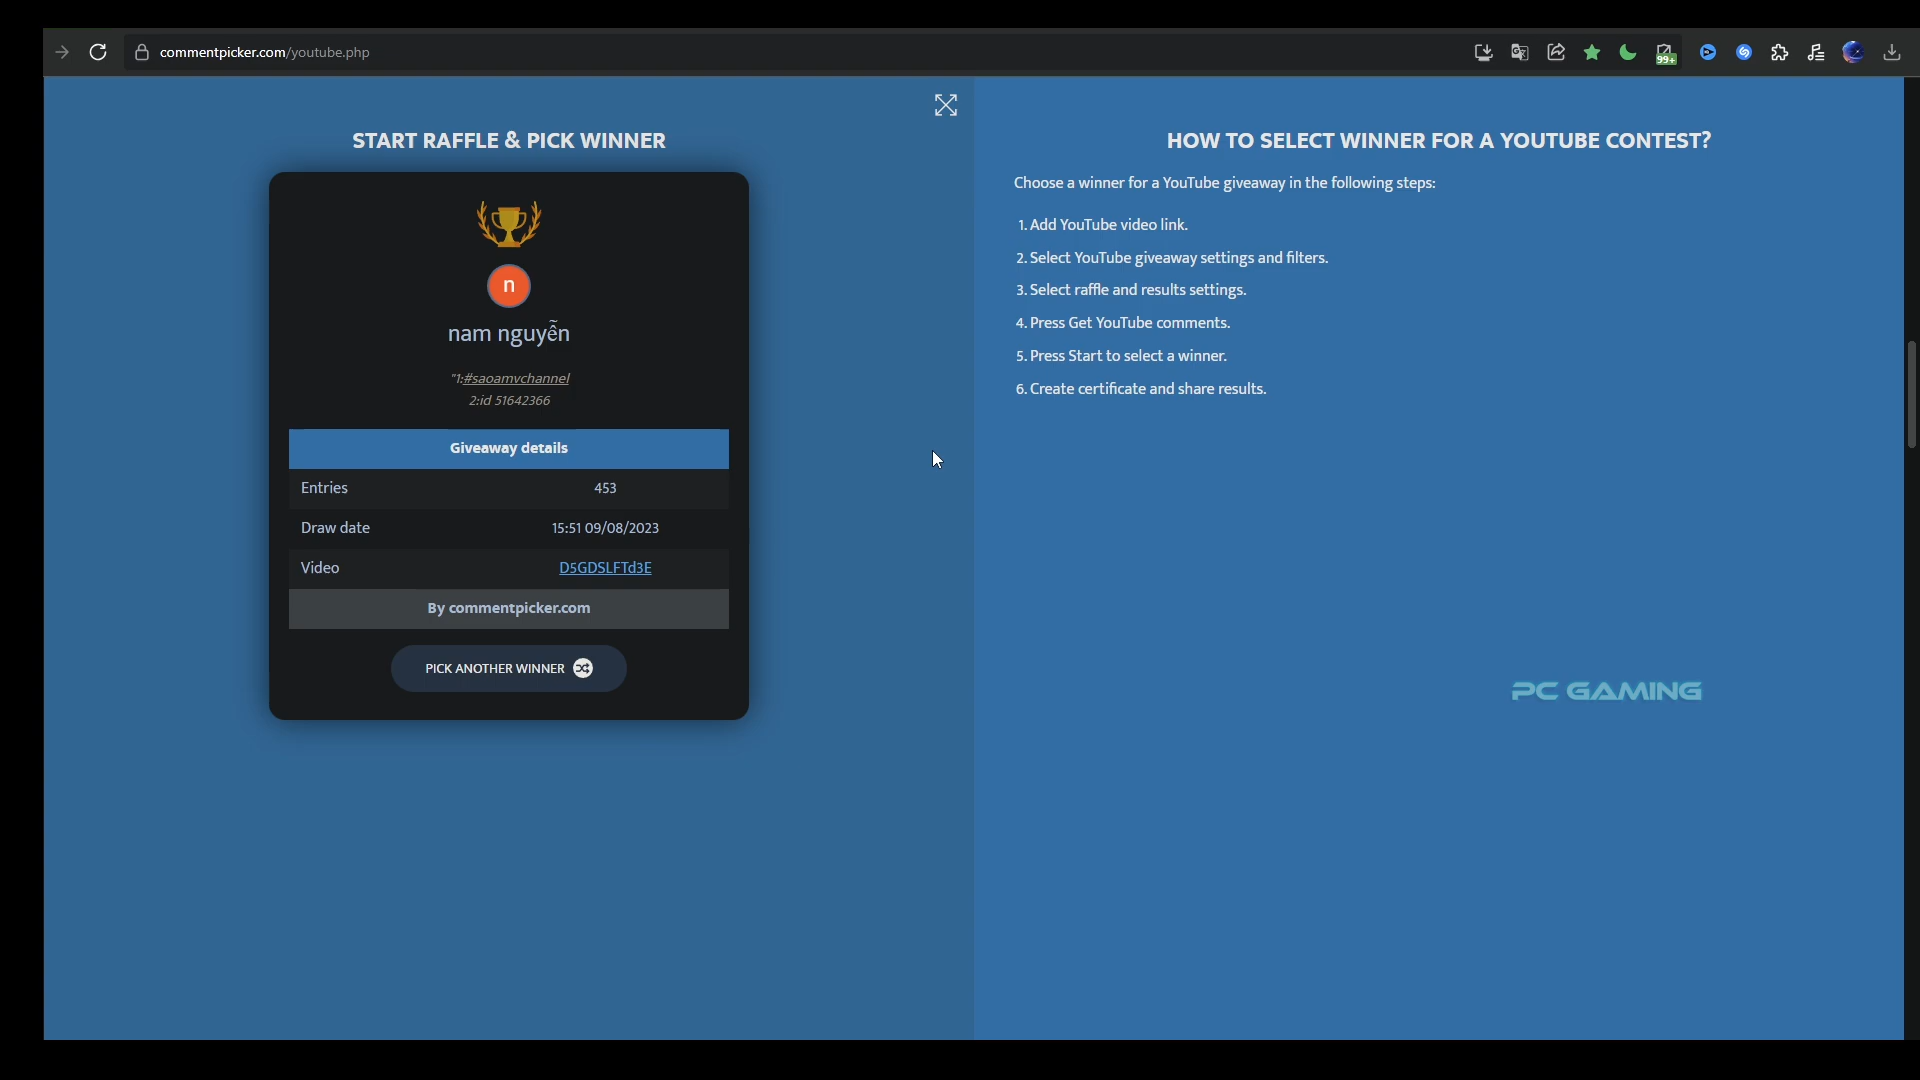 commentpicker.com/youtube.php
99+
START RAFFLE & PICK WINNER
n
nam nguyễn
"1:#saoamvchannel
2:id 51642366
Giveaway details
Entries 453
Draw date 15:51 09/08/2023
Video D5GDSLFTd3E
By commentpicker.com
PICK ANOTHER WINNER
HOW TO SELECT WINNER FOR A YOUTUBE CONTEST?
Choose a winner for a YouTube giveaway in the following steps:
1. Add YouTube video link.
2. Select YouTube giveaway settings and filters.
3. Select raffle and results settings.
4. Press Get YouTube comments.
5. Press Start to select a winner.
6. Create certificate and share results.
PC GAMING